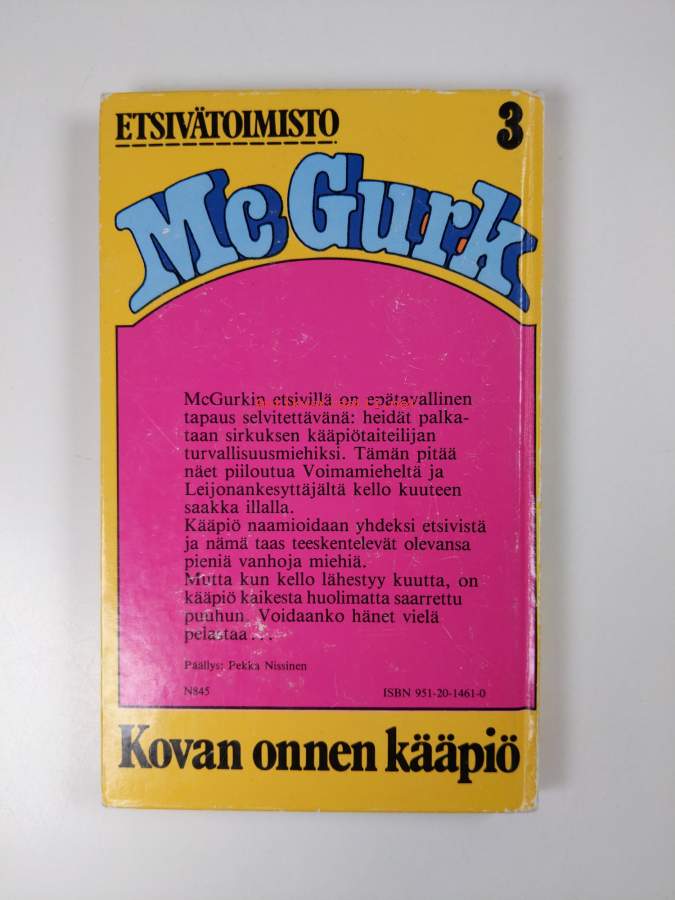 ETSIVÄTOIMISTO 3
McGurk
McGurkin etsivillä on epätavallinen
tapaus selvitettävänä: heidät palka-
taan sirkuksen kääpiötaiteilijan
turvallisuusmiehiksi. Tämän pitää
näet piiloutua Voimamieheltä ja
Leijonankesyttäjältä kello kuuteen
saakka illalla.
Kääpiö naamioidaan yhdeksi etsivistä
ja nämä taas teeskentelevät olevansa
pieniä vanhoja miehiä.
Mutta kun kello lähestyy kuutta, on
kääpiö kaikesta huolimatta saarrettu
puuhun. Voidaanko hänet vielä
pelastaa...
Päällys: Pekka Nissinen
N845 ISBN 951-20-1461-0
Kovan onnen kääpiö